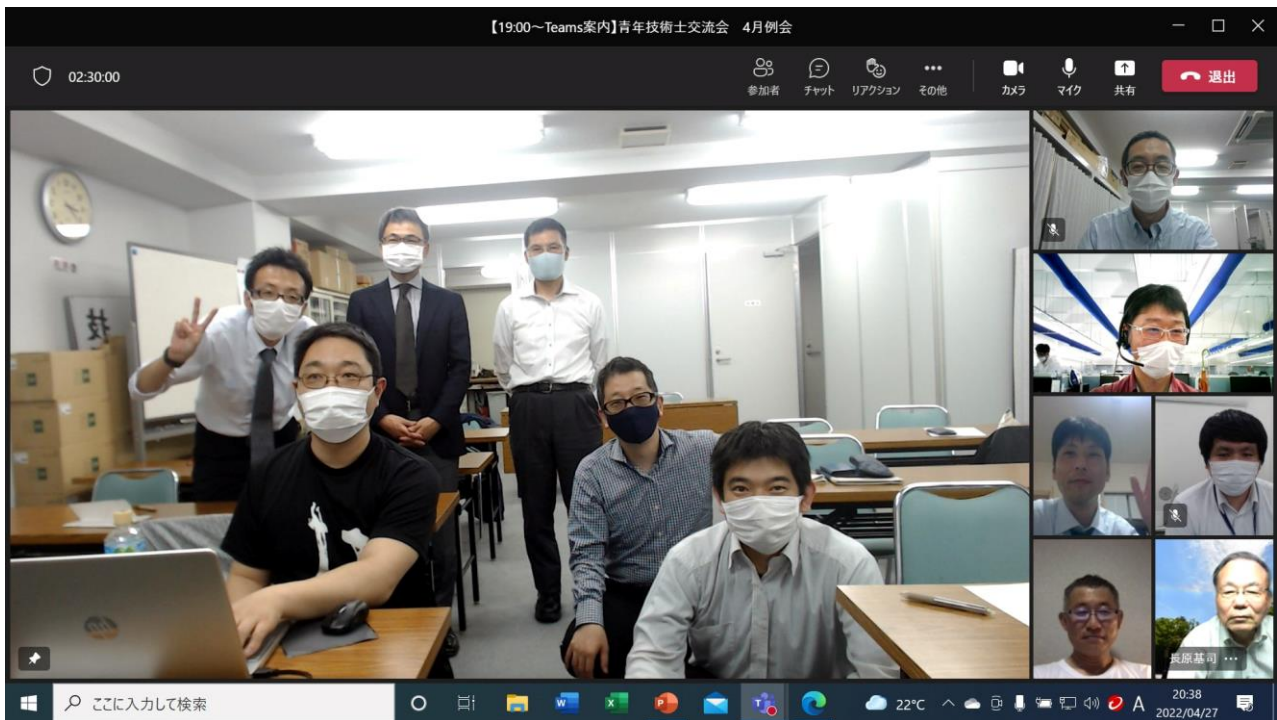 【19:00～Teams案内】青年技術士交流会 4月例会
02:30:00
参加者
チャット
リアクション
その他
カメラ
マイク
共有
退出
技
hp
長原基司 •••
ここに入力して検索
22°C
A
20:38
2022/04/27